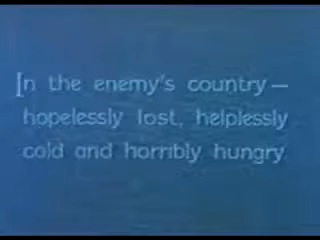 In the enemy's country —
hopelessly lost, helplessly
cold and horribly hungry.